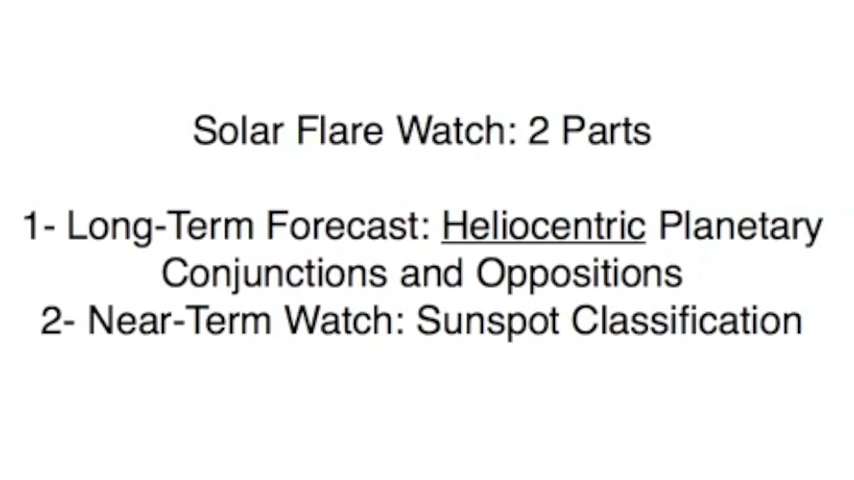 Solar Flare Watch: 2 Parts
1- Long-Term Forecast: Heliocentric Planetary
Conjunctions and Oppositions
2- Near-Term Watch: Sunspot Classification